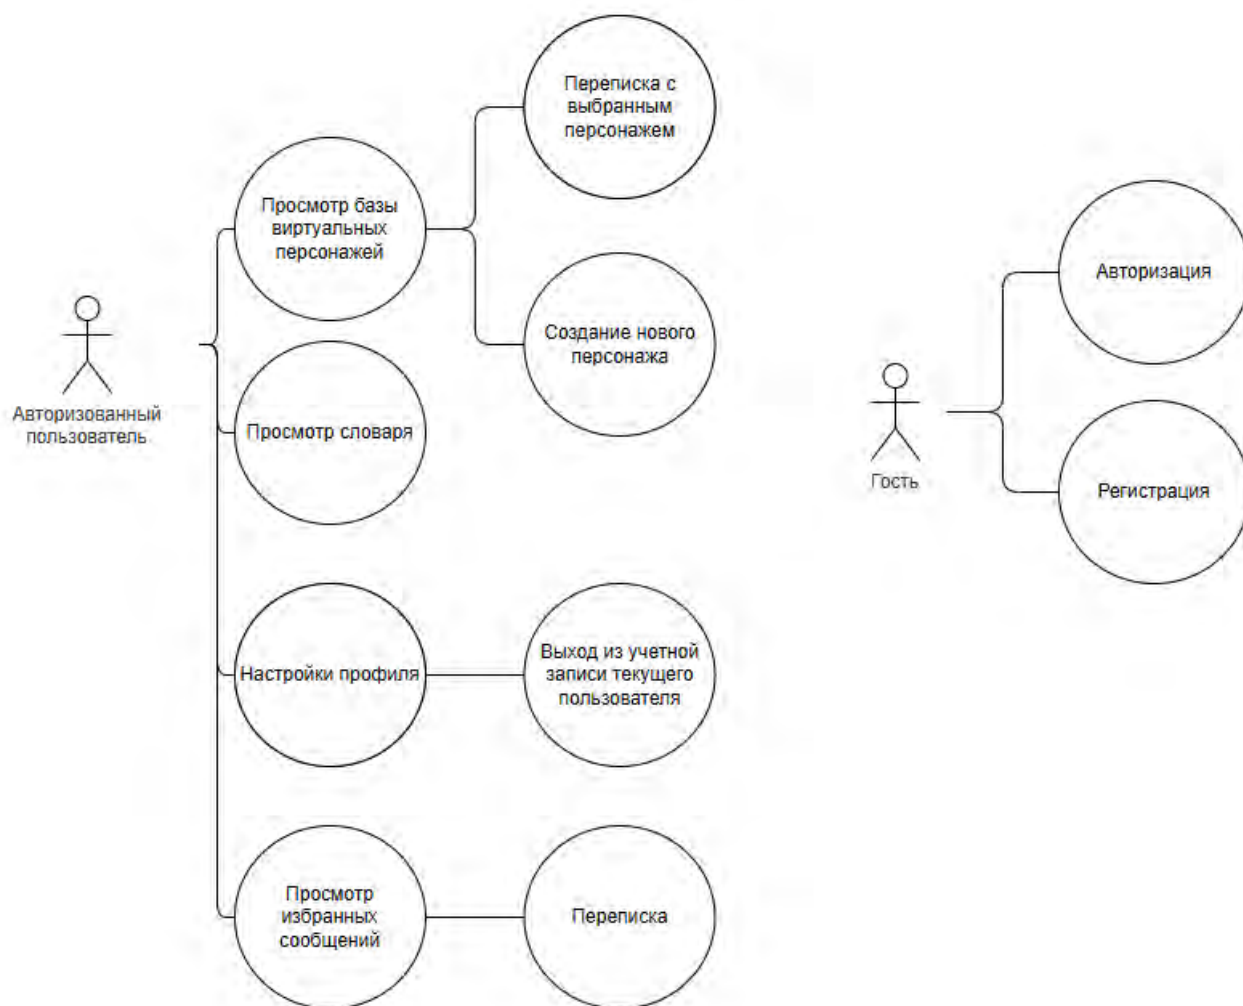 Переписка с
выбранным
персонажем
Просмотр базы
виртуальных
персонажей
Создание нового
персонажа
Авторизованный
пользователь
Просмотр словаря
Настройки профиля
Выход из учетной
записи текущего
пользователя
Просмотр
избранных
сообщений
Переписка
Авторизация
Гость
Регистрация